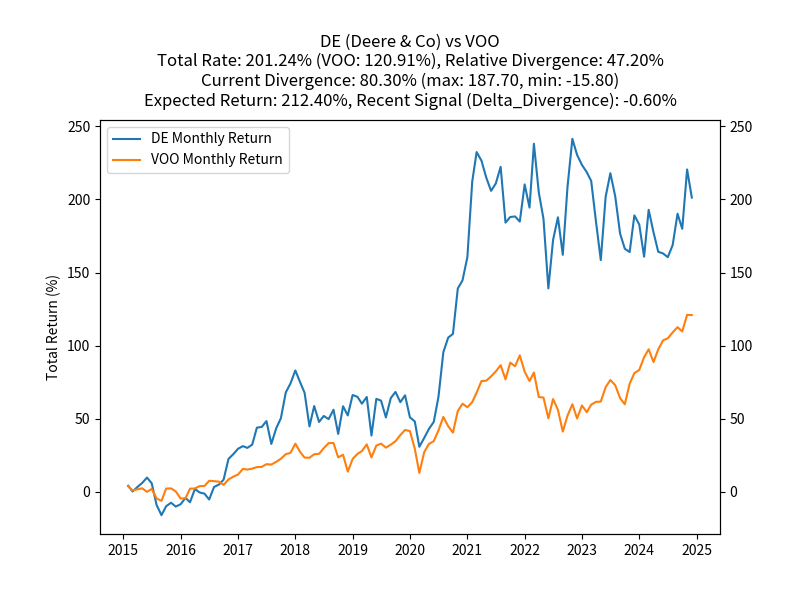 DE (Deere & Co) vs VOO
Total Rate: 201.24% (VOO: 120.91%), Relative Divergence: 47.20%
Current Divergence: 80.30% (max: 187.70, min: -15.80)
Expected Return: 212.40%, Recent Signal (Delta_Divergence): -0.60%
DE Monthly Return
VOO Monthly Return
Total Return (%)
250
200
150
100
50
0
250
200
150
100
50
0
2015 2016 2017 2018 2019 2020 2021 2022 2023 2024 2025